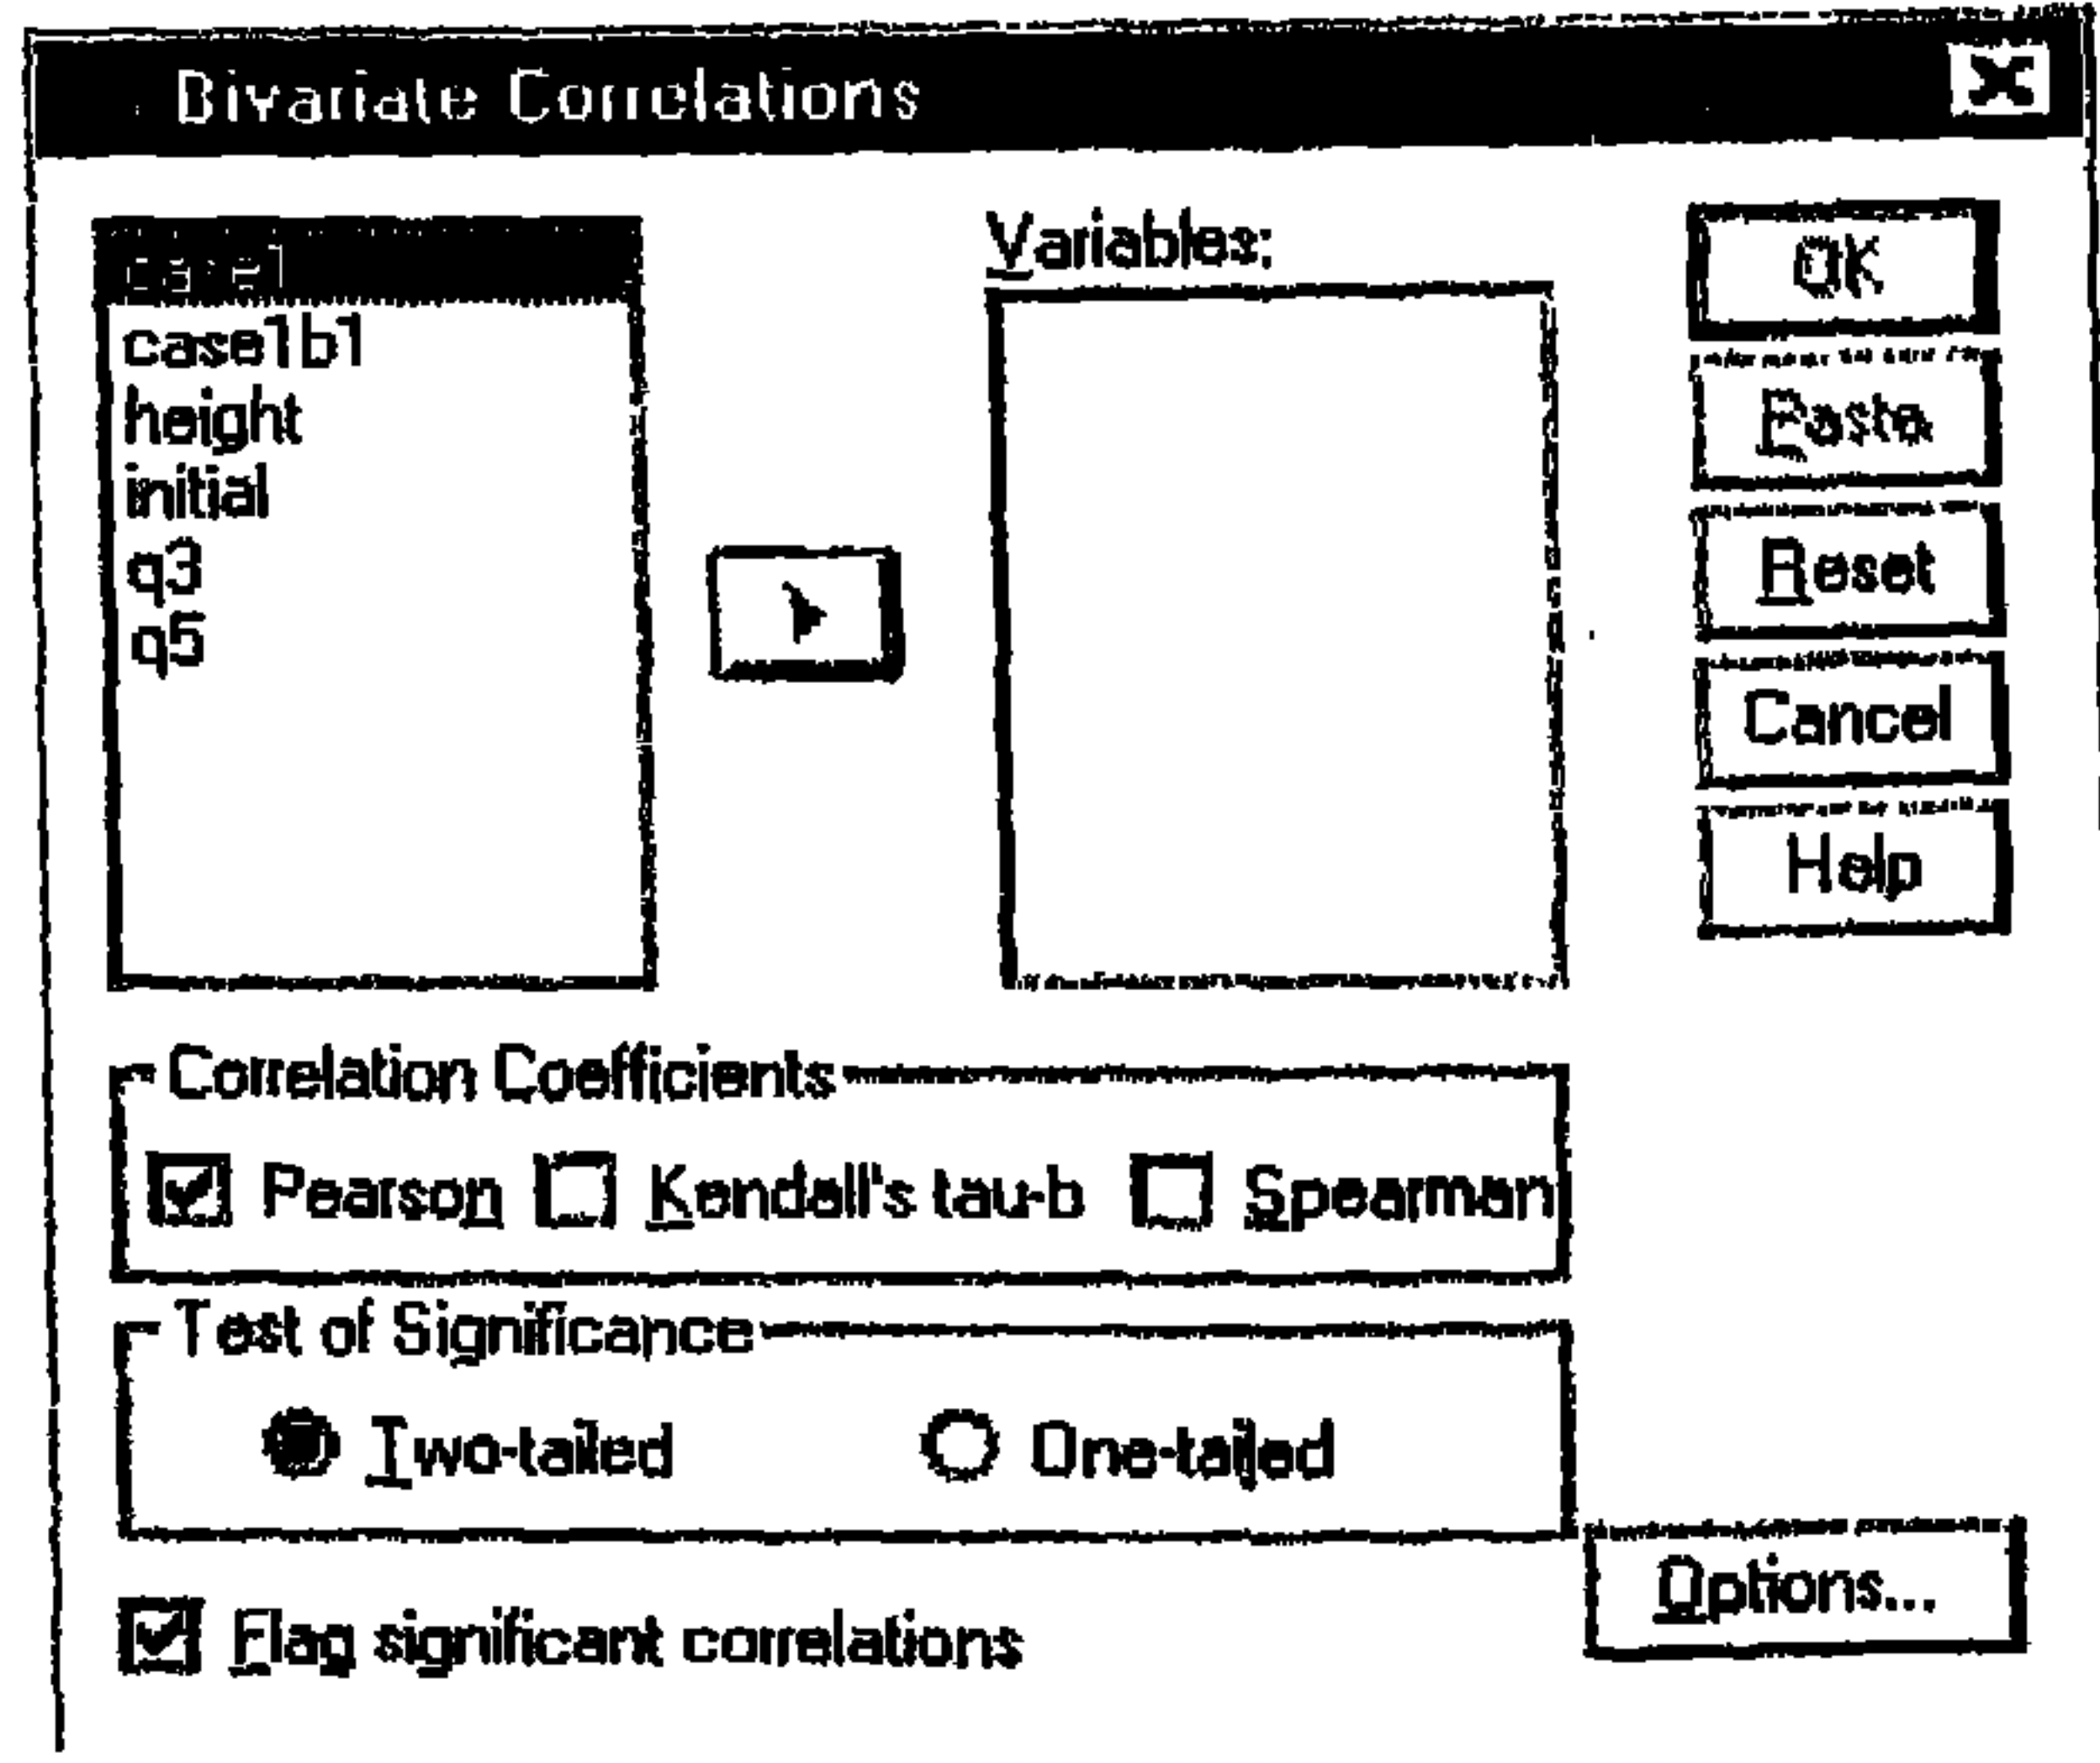 Bivariate Correlations
case1b1
height
initial
q3
q5
Variables:
OK
Paste
Reset
Cancel
Help
Correlation Coefficients
Pearson Kendall's tau-b Spearman
Test of Significance
Two-tailed One-tailed
Flag significant correlations
Options...